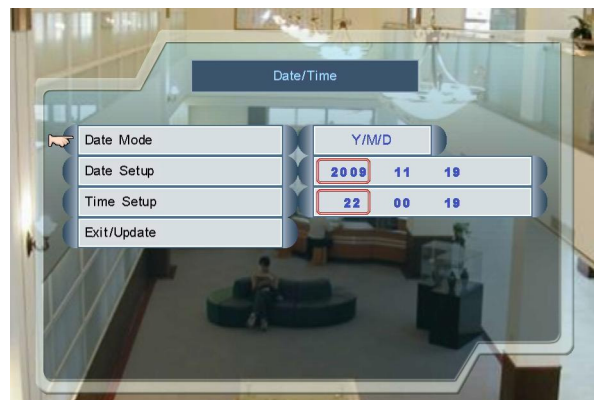 Date/Time
Date Mode Y/M/D
Date Setup 2009 11 19
Time Setup 22 00 19
Exit/Update